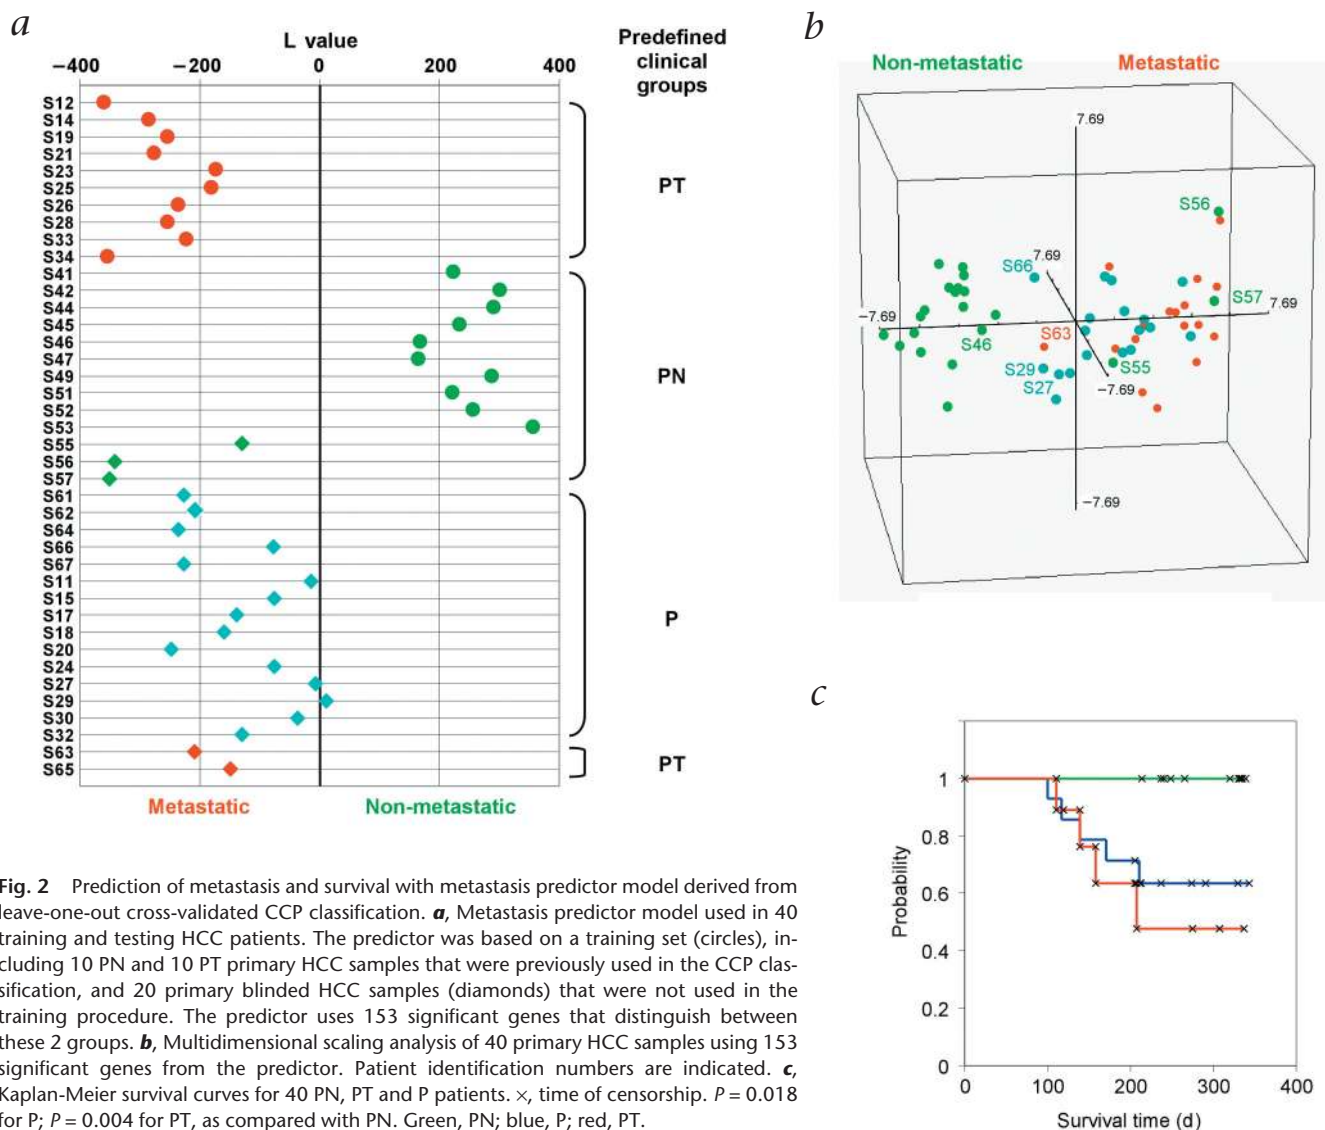 a
L value
Predefined
clinical
groups
−400 −200 0 200 400
S12
S14
S19
S21
S23
S25
S26
S28
S33
S34
PT
S41
S42
S44
S45
S46
S47
S49
S51
S52
S53
S55
S56
S57
PN
S61
S62
S64
S66
S67
S11
S15
S17
S18
S20
S24
S27
S29
S30
S32
P
S63
S65
PT
Metastatic Non-metastatic
b
Non-metastatic Metastatic
7.69
S56
7.69
S66
S57
7.69
−7.69
S46
S63
S29
S55
S27
−7.69
−7.69
c
1
0.8
0.6
0.4
0.2
0
Probability
0 100 200 300 400
Survival time (d)
Fig. 2 Prediction of metastasis and survival with metastasis predictor model derived from
leave-one-out cross-validated CCP classification. a, Metastasis predictor model used in 40
training and testing HCC patients. The predictor was based on a training set (circles), in-
cluding 10 PN and 10 PT primary HCC samples that were previously used in the CCP clas-
sification, and 20 primary blinded HCC samples (diamonds) that were not used in the
training procedure. The predictor uses 153 significant genes that distinguish between
these 2 groups. b, Multidimensional scaling analysis of 40 primary HCC samples using 153
significant genes from the predictor. Patient identification numbers are indicated. c,
Kaplan-Meier survival curves for 40 PN, PT and P patients. ×, time of censorship. P = 0.018
for P; P = 0.004 for PT, as compared with PN. Green, PN; blue, P; red, PT.